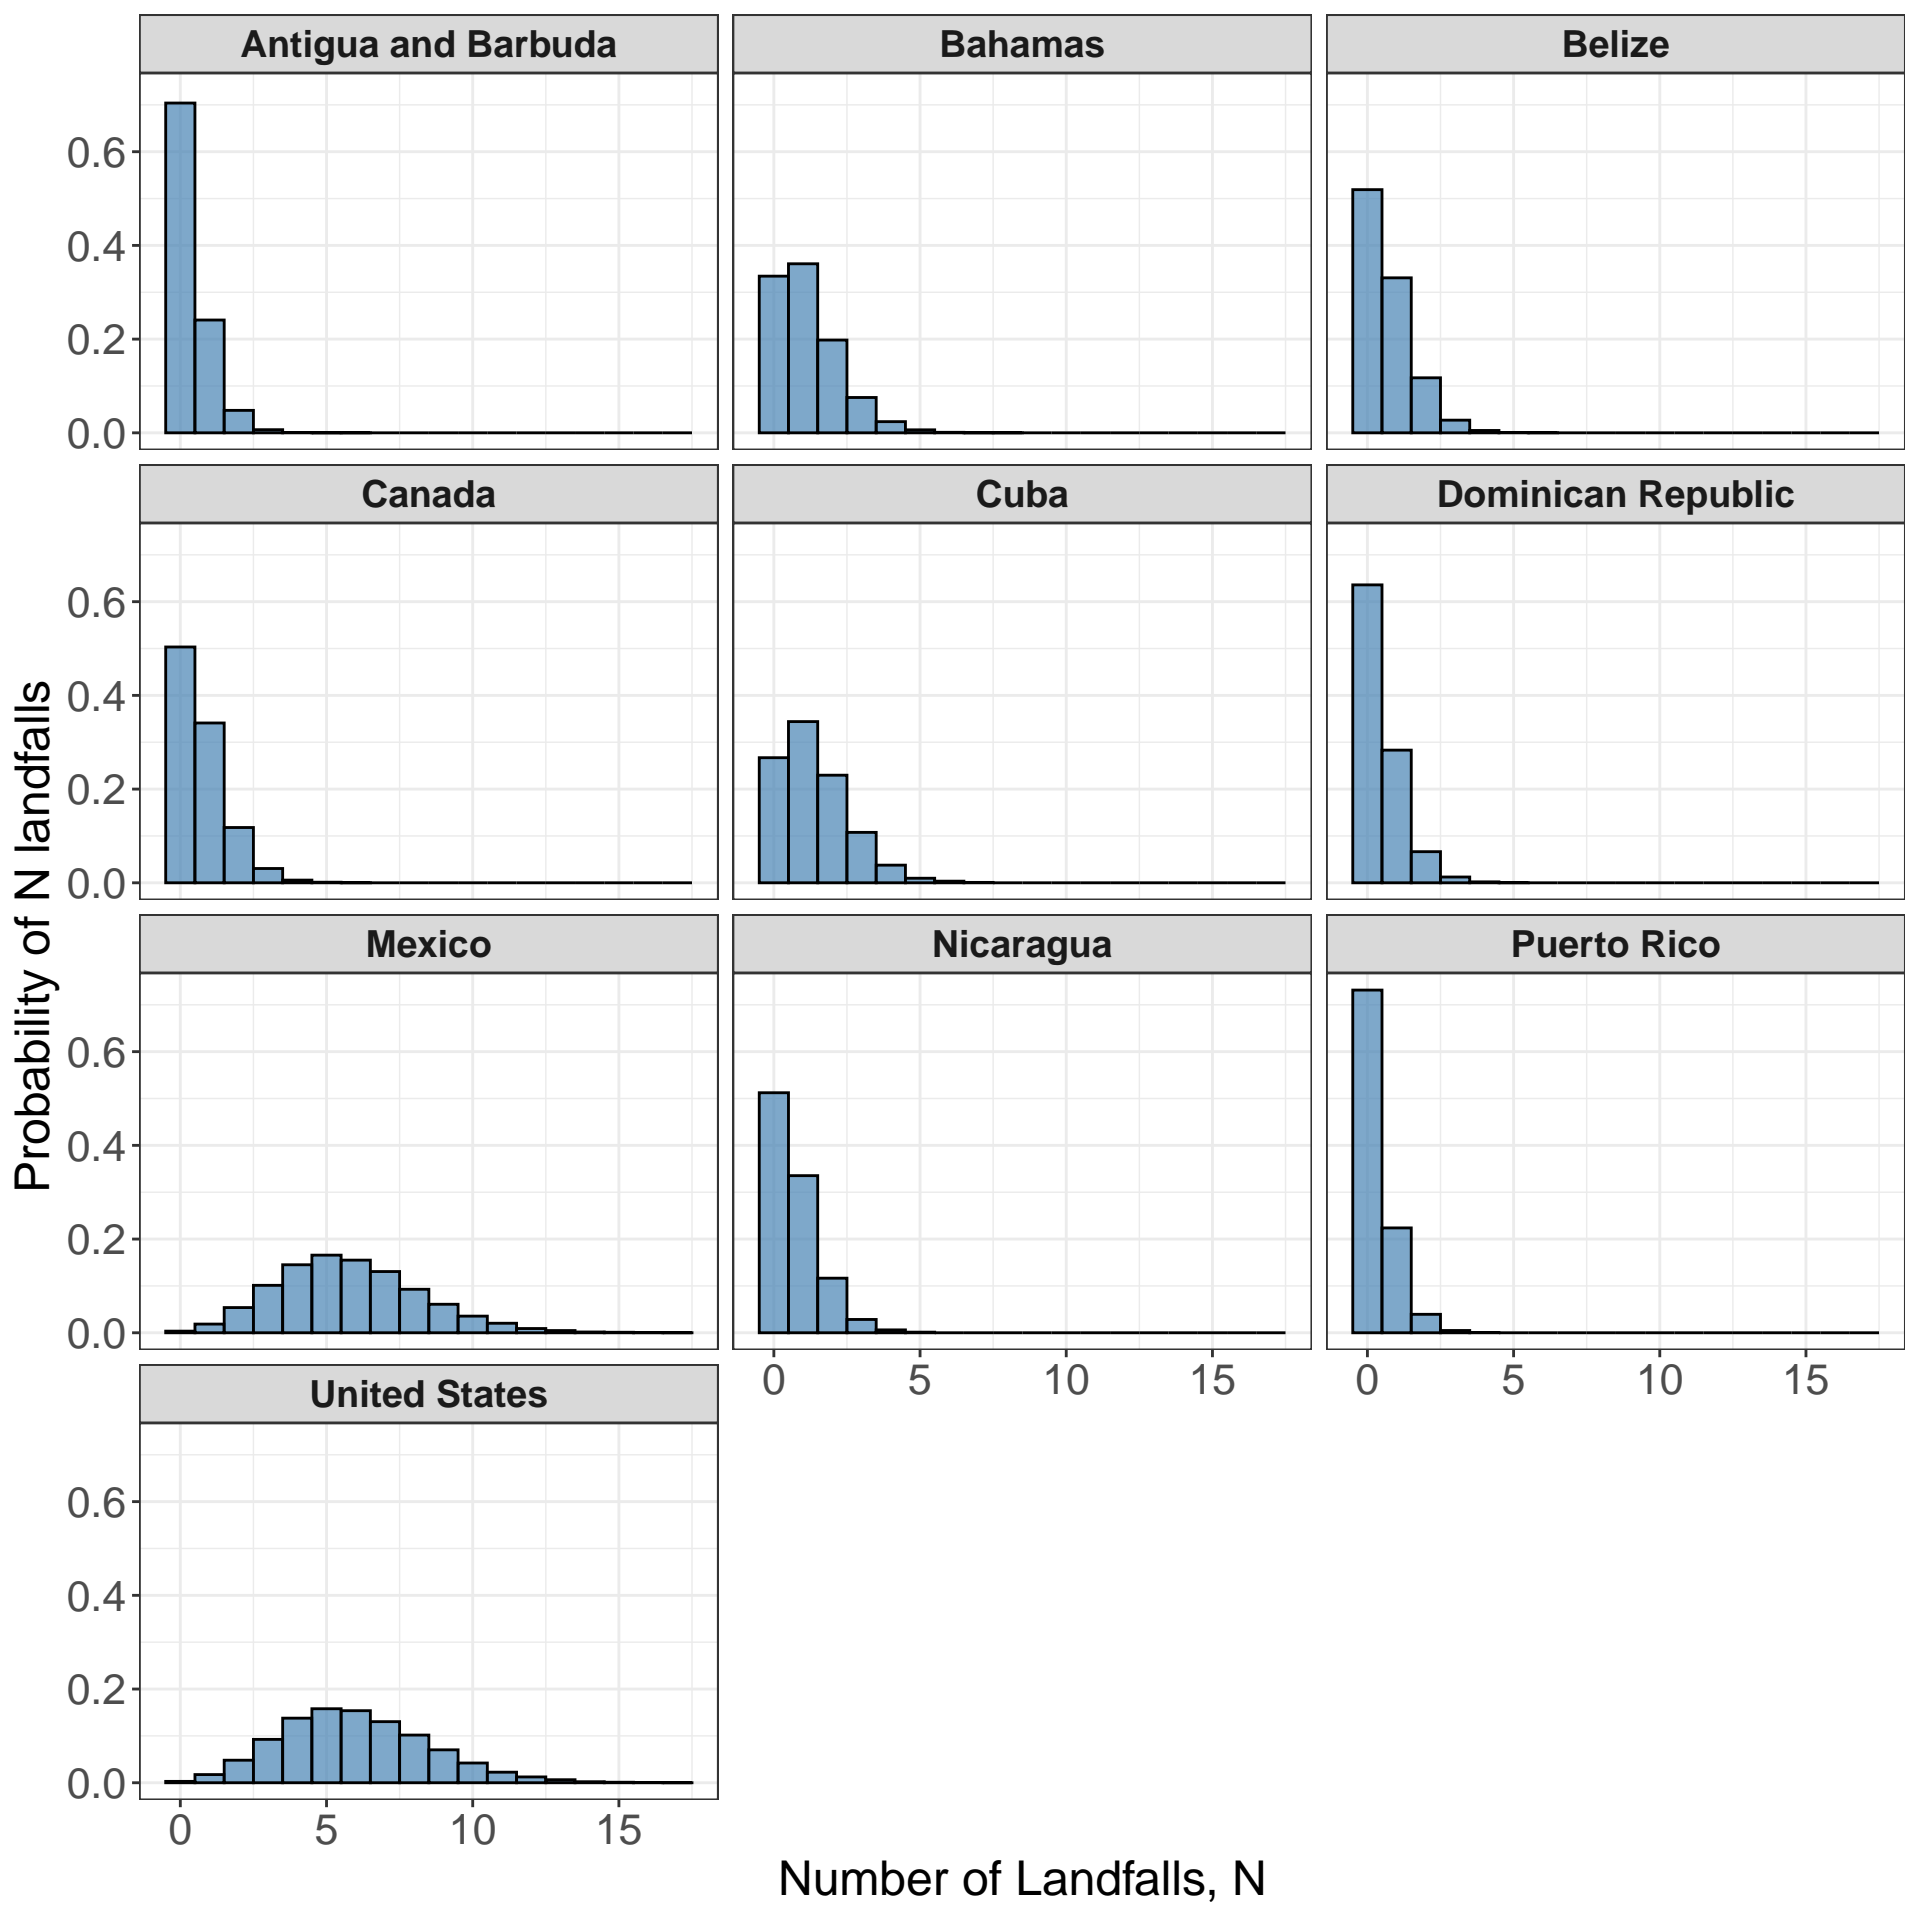 Antigua and Barbuda
Bahamas
Belize
0.6
0.4
0.2
0.0
Canada
Cuba
Dominican Republic
0.6
0.4
0.2
0.0
Mexico
Nicaragua
Puerto Rico
0.6
0.4
0.2
0.0
0 5 10 15
0 5 10 15
United States
0.6
0.4
0.2
0.0
0 5 10 15
Probability of N landfalls
Number of Landfalls, N